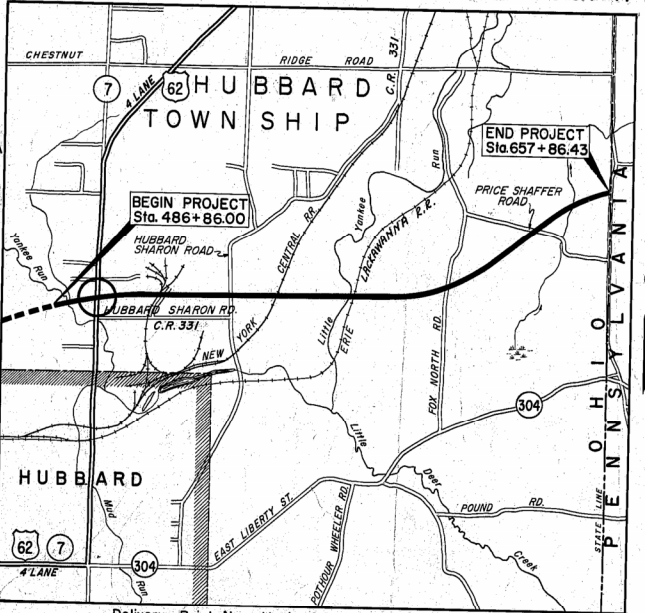 CHESTNUT RIDGE ROAD
C.R. 331
7
4 LANE
62
HUBBARD
TOWNSHIP
END PROJECT
Sta. 657+86.43
PRICE SHAFFER
ROAD
BEGIN PROJECT
Sta. 486+86.00
Yankee Run
HUBBARD
SHARON ROAD
NEW YORK CENTRAL RR
Little Yankee Run
ERIE LACKAWANNA R.R.
HUBBARD SHARON RD.
C.R. 331
FOX NORTH RD.
304
OHIO
PENNSYLVANIA
STATE LINE
HUBBARD
Mud Run
Little Deer Creek
EAST LIBERTY ST.
POTHOUR WHEELER RD.
POUND RD.
62
7
4 LANE
304